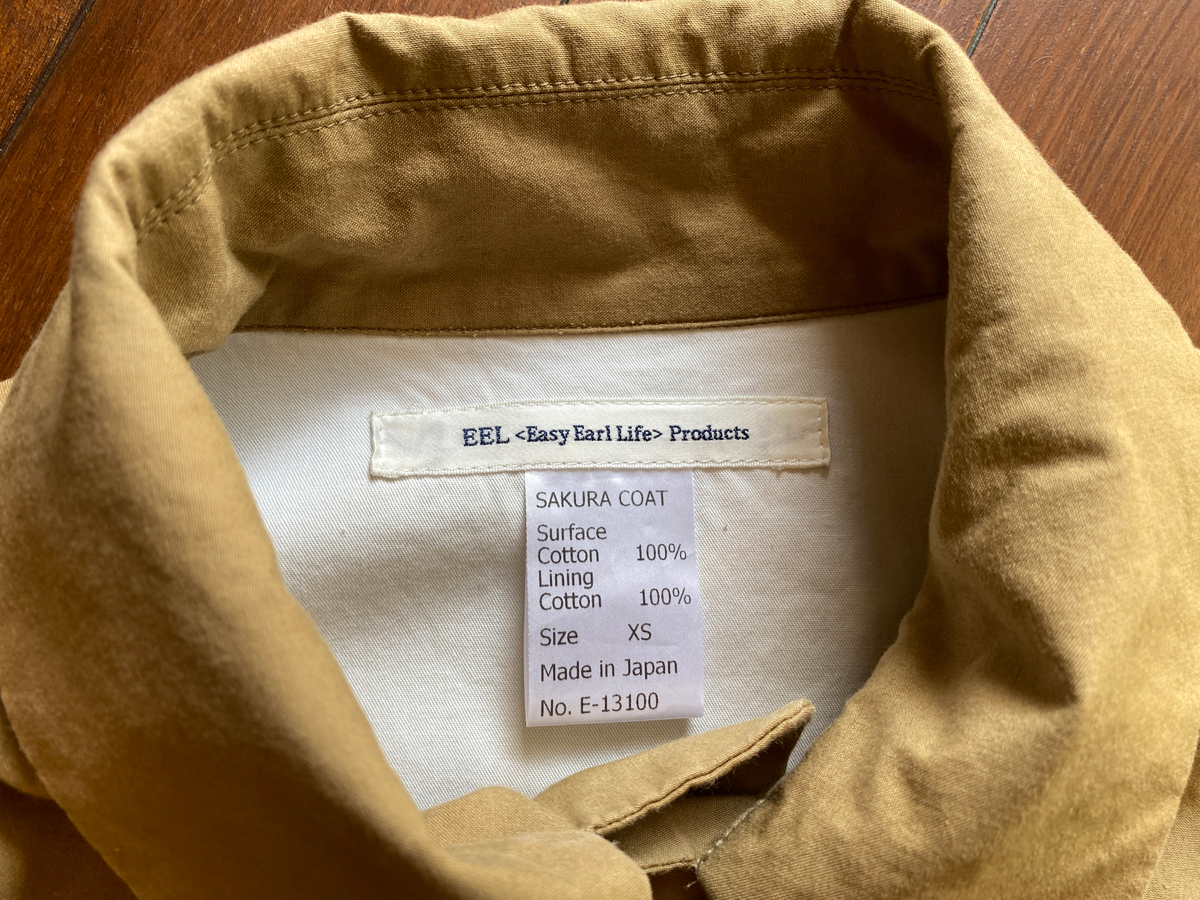 EEL <Easy Earl Life> Products
SAKURA COAT
Surface
Cotton 100%
Lining
Cotton 100%
Size XS
Made in Japan
No. E-13100